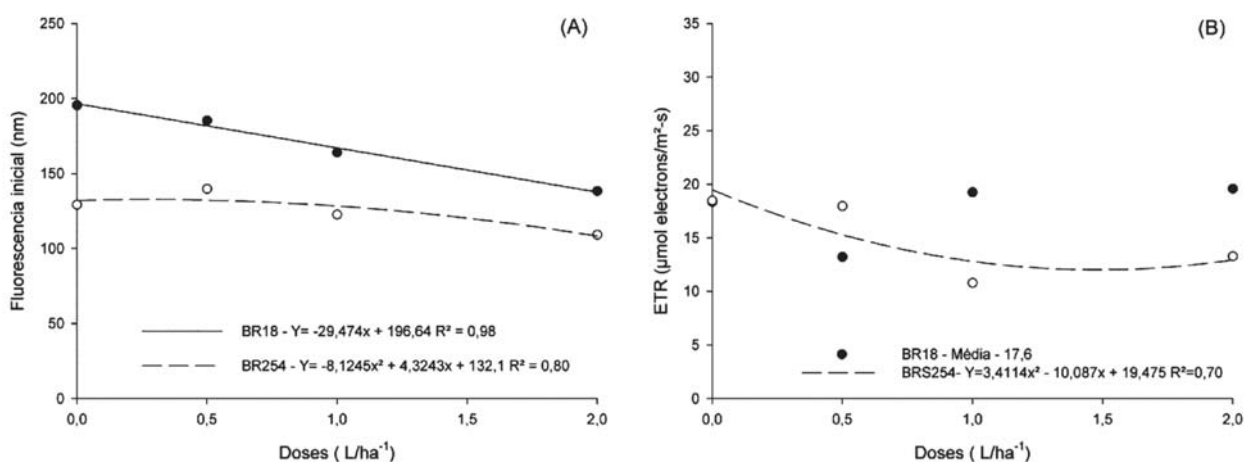 (A)
Fluorescencia inicial (nm)
250
200
150
100
50
0
BR18 - Y= -29,474x + 196,64 R² = 0,98
BR254 - Y= -8,1245x² + 4,3243x + 132,1 R² = 0,80
0,0 0,5 1,0 1,5 2,0
Doses ( L/ha⁻¹)
(B)
ETR (µmol electrons/m²-s)
35
30
25
20
15
10
5
0
BR18 - Média - 17,6
BRS254- Y=3,4114x² - 10,087x + 19,475 R²=0,70
0,0 0,5 1,0 1,5 2,0
Doses ( L/ha⁻¹)